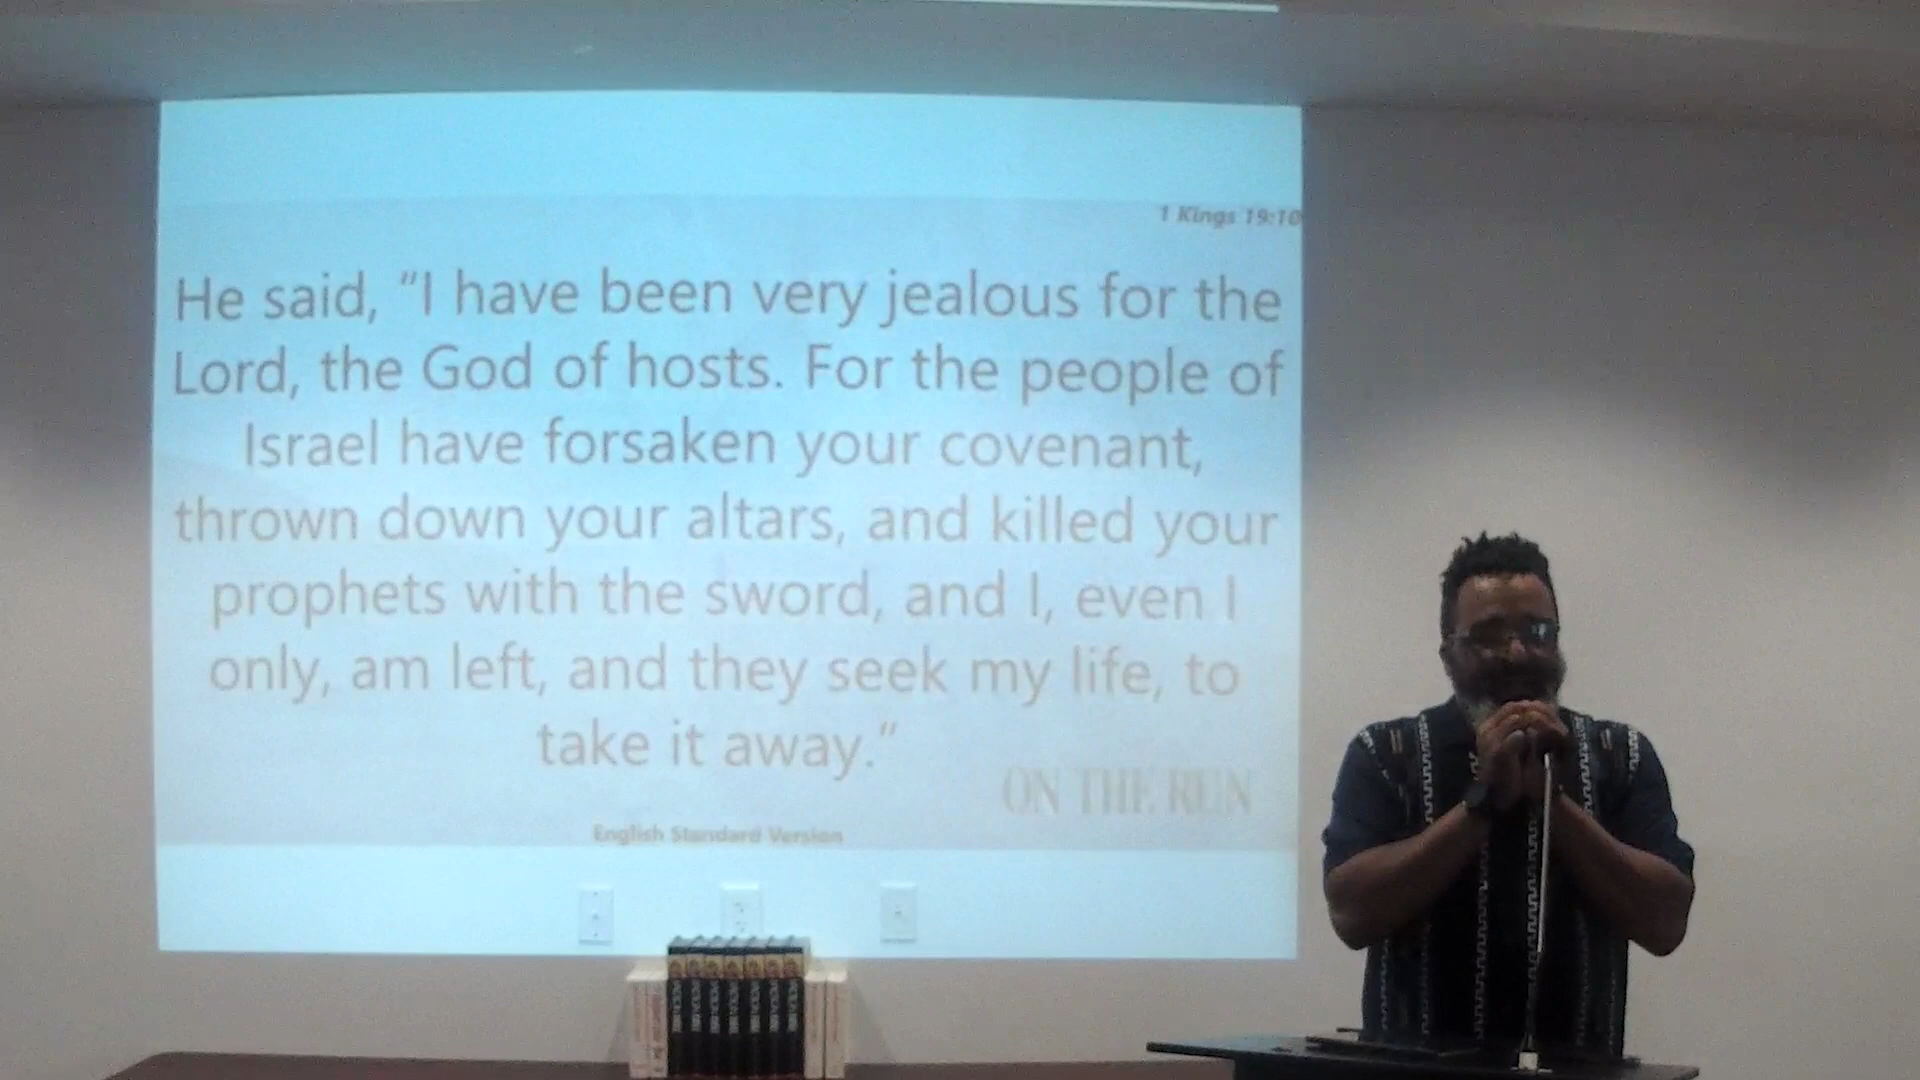 1 Kings 19:10
He said, “I have been very jealous for the
Lord, the God of hosts. For the people of
Israel have forsaken your covenant,
thrown down your altars, and killed your
prophets with the sword, and I, even I
only, am left, and they seek my life, to
take it away.”
ON THE RUN
English Standard Version